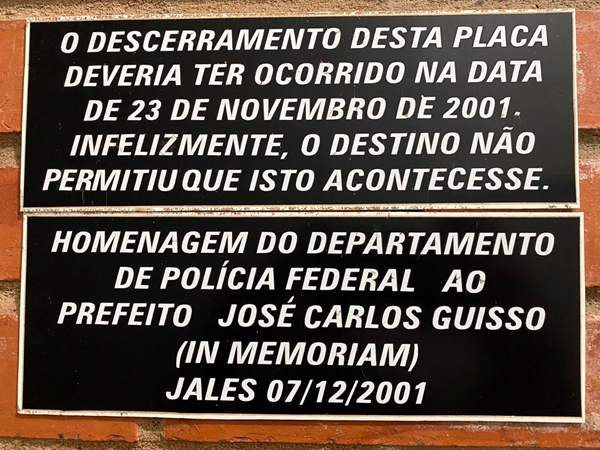 O DESCERRAMENTO DESTA PLACA
DEVERIA TER OCORRIDO NA DATA
DE 23 DE NOVEMBRO DE 2001.
INFELIZMENTE, O DESTINO NÃO
PERMITIU QUE ISTO ACONTECESSE.
HOMENAGEM DO DEPARTAMENTO
DE POLÍCIA FEDERAL AO
PREFEITO JOSÉ CARLOS GUISSO
(IN MEMORIAM)
JALES 07/12/2001